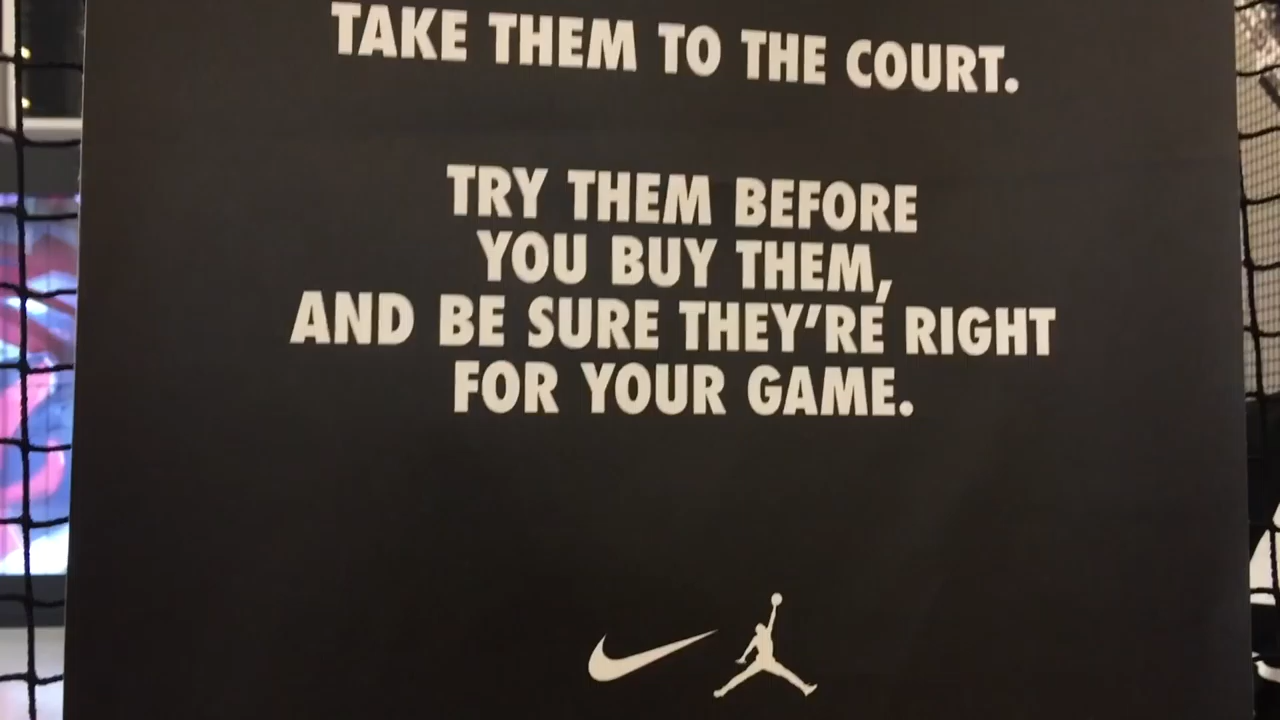 TAKE THEM TO THE COURT.
TRY THEM BEFORE
YOU BUY THEM,
AND BE SURE THEY'RE RIGHT
FOR YOUR GAME.